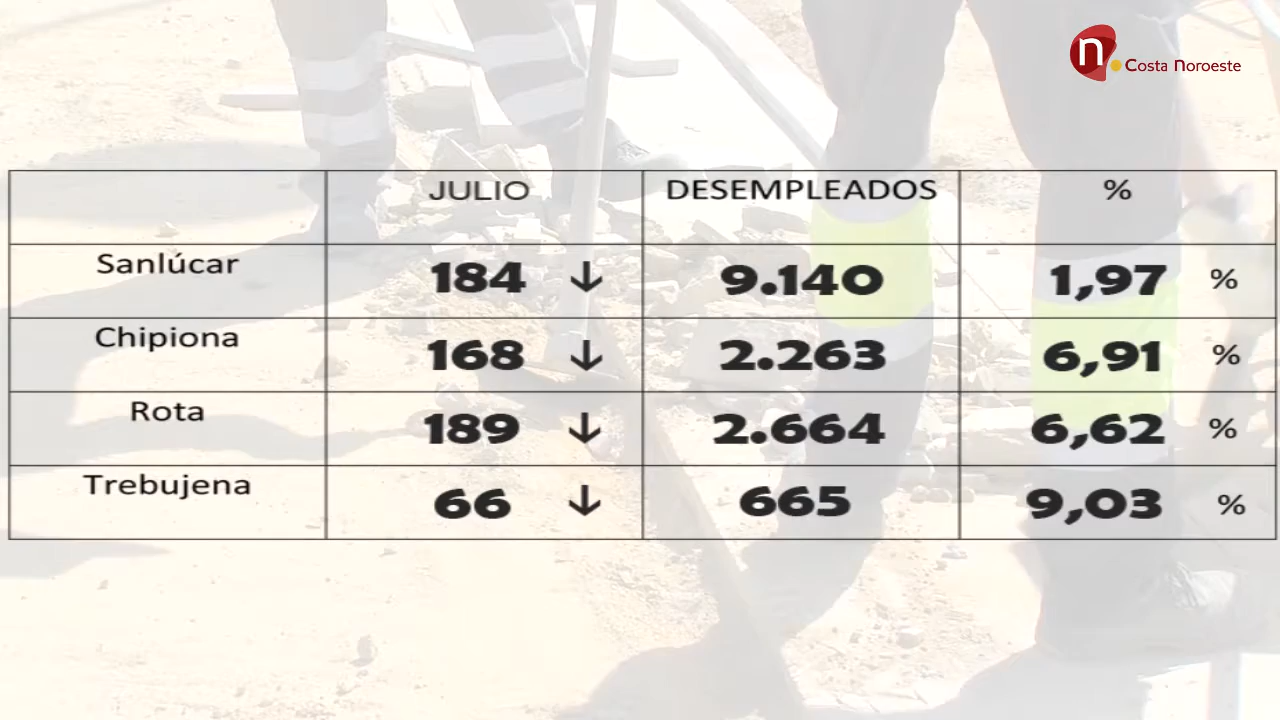 n
Costa Noroeste
JULIO DESEMPLEADOS %
Sanlúcar 184 ↓ 9.140 1,97 %
Chipiona 168 ↓ 2.263 6,91 %
Rota 189 ↓ 2.664 6,62 %
Trebujena 66 ↓ 665 9,03 %